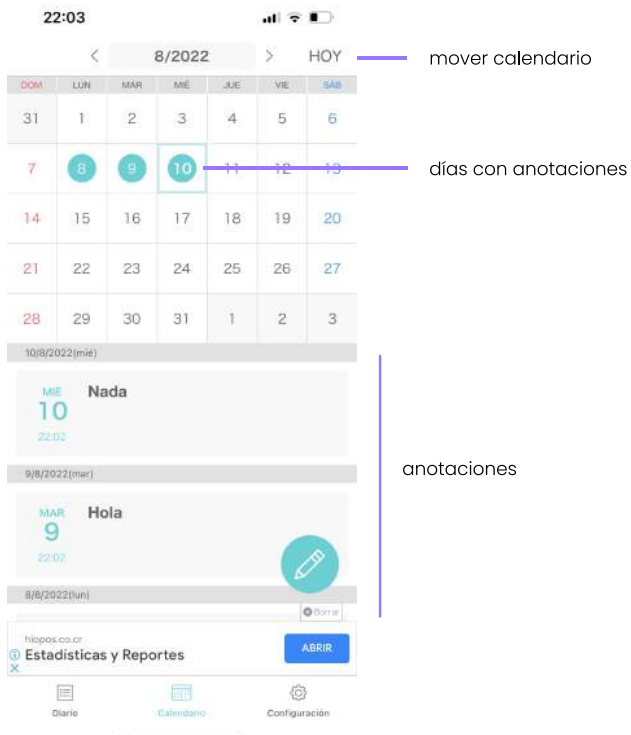 22:03
8/2022 HOY
mover calendario
DOM LUN MAR MIÉ JUE VIE SÁB
31 1 2 3 4 5 6
7 8 9 10 11 12 13
días con anotaciones
14 15 16 17 18 19 20
21 22 23 24 25 26 27
28 29 30 31 1 2 3
10/8/2022(mié)
MIÉ
10
22:02
Nada
9/8/2022(mar)
MAR
9
22:02
Hola
anotaciones
8/8/2022(lun)
Borrar
hiopos.co.cr
Estadísticas y Reportes
ABRIR
Diario Calendario Configuración